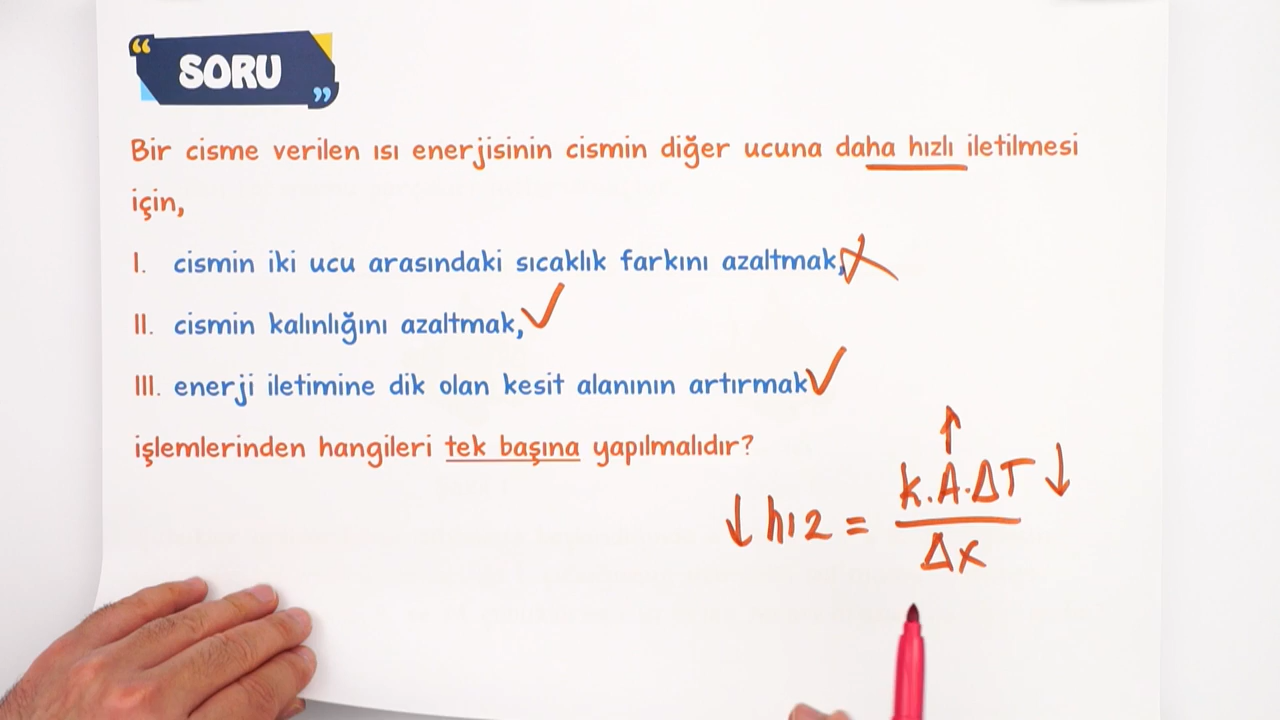 SORU
Bir cisme verilen ısı enerjisinin cismin diğer ucuna daha hızlı iletilmesi
için,
I. cismin iki ucu arasındaki sıcaklık farkını azaltmak,
II. cismin kalınlığını azaltmak,
III. enerji iletimine dik olan kesit alanının artırmak
işlemlerinden hangileri tek başına yapılmalıdır?
↑
k.A.ΔT ↓
↓ hız =
Δx